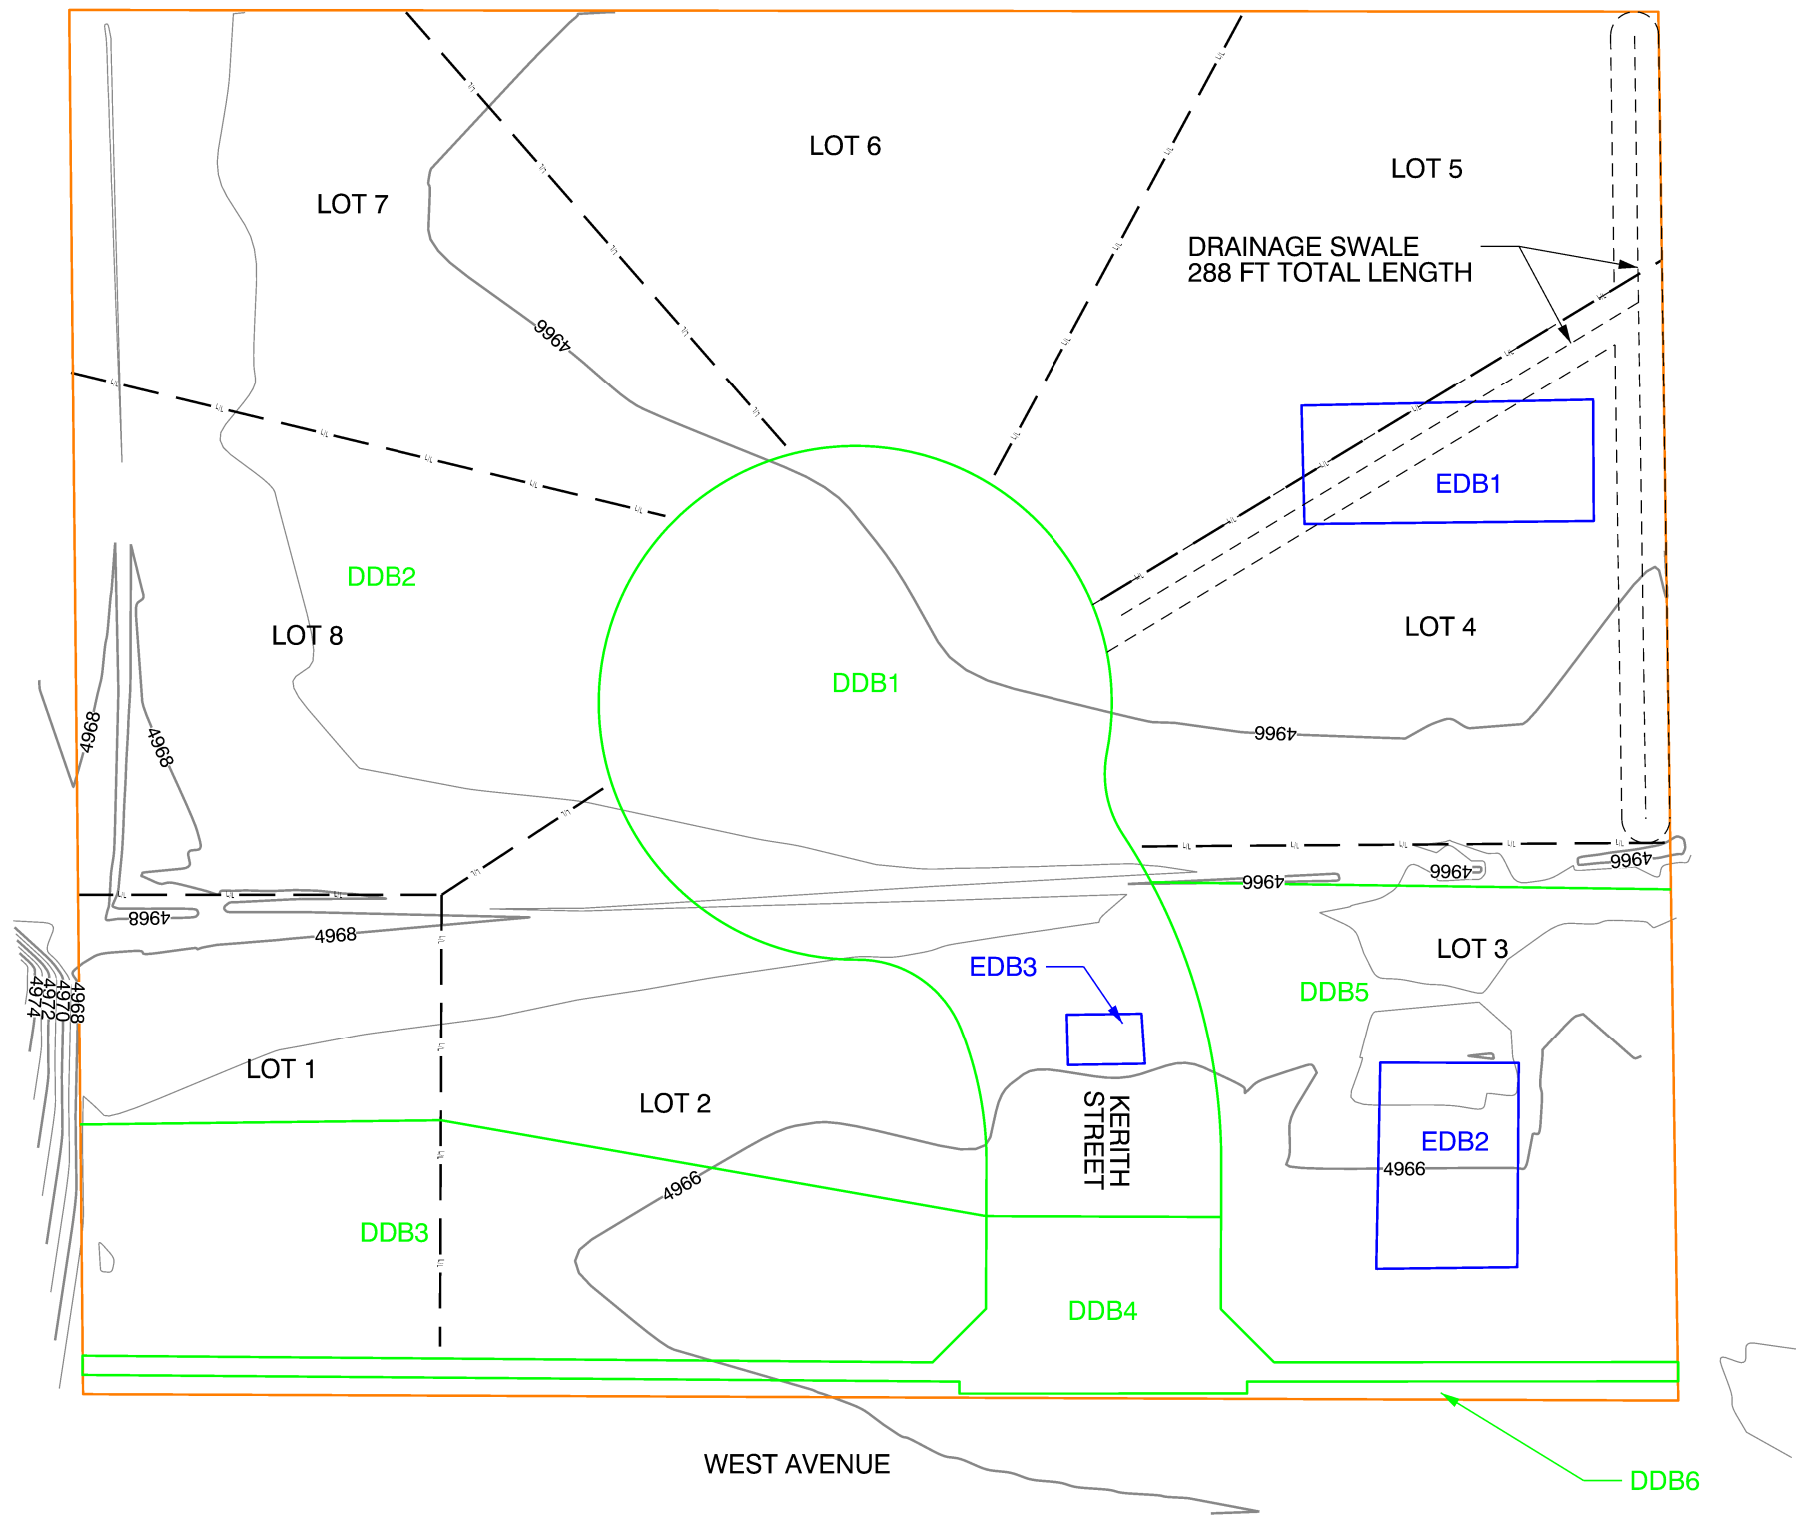 LOT 6
LOT 5
LOT 7
DRAINAGE SWALE
288 FT TOTAL LENGTH
4966
EDB1
DDB2
LOT 8
LOT 4
DDB1
4968
4968
4966
4966
4966
4966
4968
4968
LOT 3
EDB3
DDB5
4968
4970
4972
4974
LOT 1
LOT 2
KERITH
STREET
EDB2
4966
4966
DDB3
DDB4
WEST AVENUE
DDB6